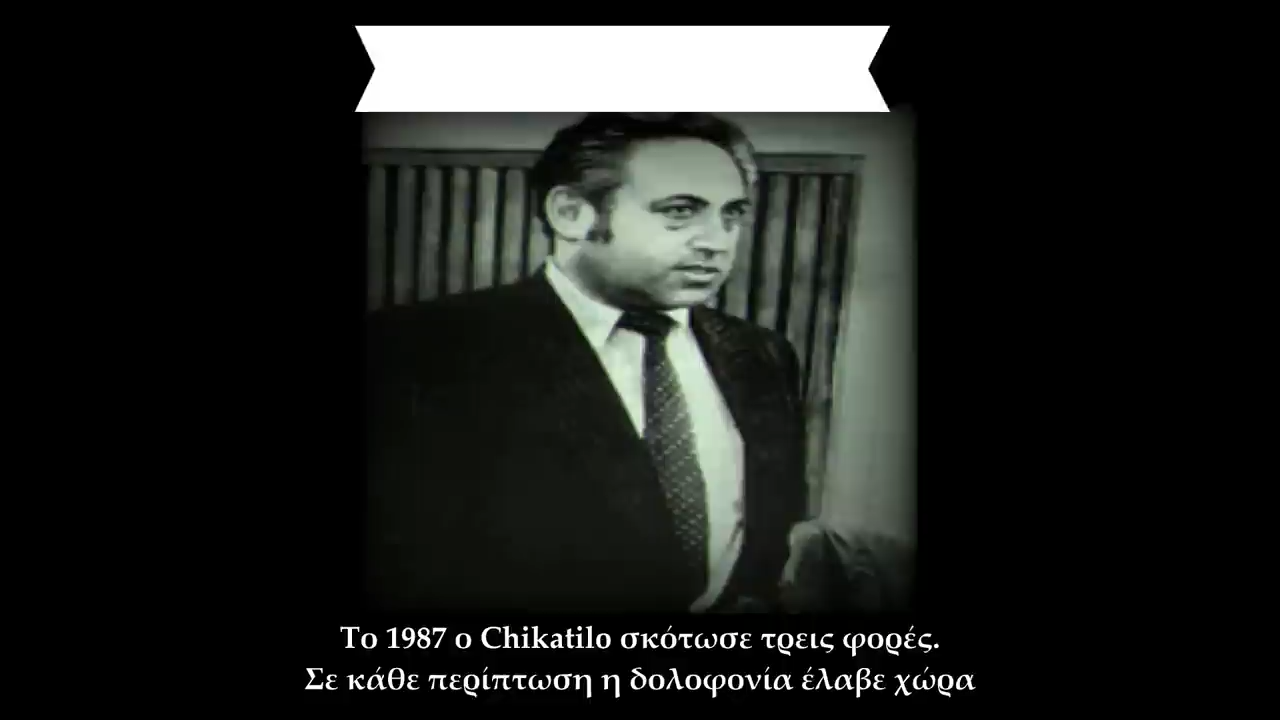 Το 1987 ο Chikatilo σκότωσε τρεις φορές.
Σε κάθε περίπτωση η δολοφονία έλαβε χώρα